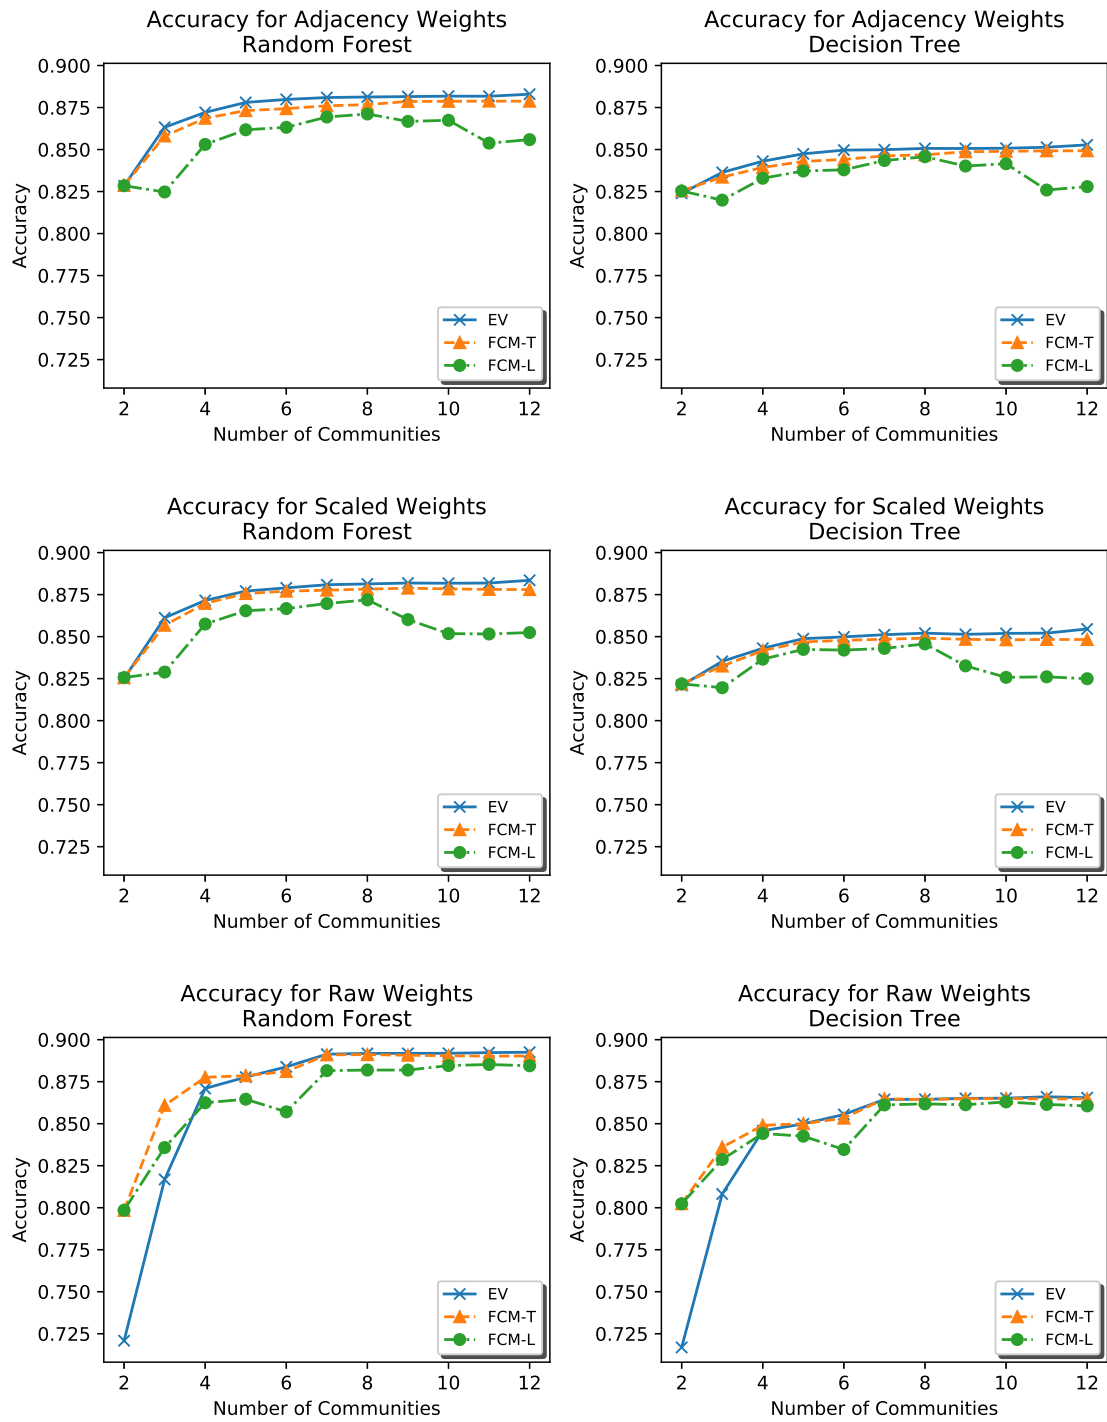 Accuracy for Adjacency Weights
Random Forest
0.900
0.875
0.850
0.825
0.800
0.775
0.750
0.725
Accuracy
EV
FCM-T
FCM-L
2 4 6 8 10 12
Number of Communities
Accuracy for Adjacency Weights
Decision Tree
0.900
0.875
0.850
0.825
0.800
0.775
0.750
0.725
Accuracy
EV
FCM-T
FCM-L
2 4 6 8 10 12
Number of Communities
Accuracy for Scaled Weights
Random Forest
0.900
0.875
0.850
0.825
0.800
0.775
0.750
0.725
Accuracy
EV
FCM-T
FCM-L
2 4 6 8 10 12
Number of Communities
Accuracy for Scaled Weights
Decision Tree
0.900
0.875
0.850
0.825
0.800
0.775
0.750
0.725
Accuracy
EV
FCM-T
FCM-L
2 4 6 8 10 12
Number of Communities
Accuracy for Raw Weights
Random Forest
0.900
0.875
0.850
0.825
0.800
0.775
0.750
0.725
Accuracy
EV
FCM-T
FCM-L
2 4 6 8 10 12
Number of Communities
Accuracy for Raw Weights
Decision Tree
0.900
0.875
0.850
0.825
0.800
0.775
0.750
0.725
Accuracy
EV
FCM-T
FCM-L
2 4 6 8 10 12
Number of Communities